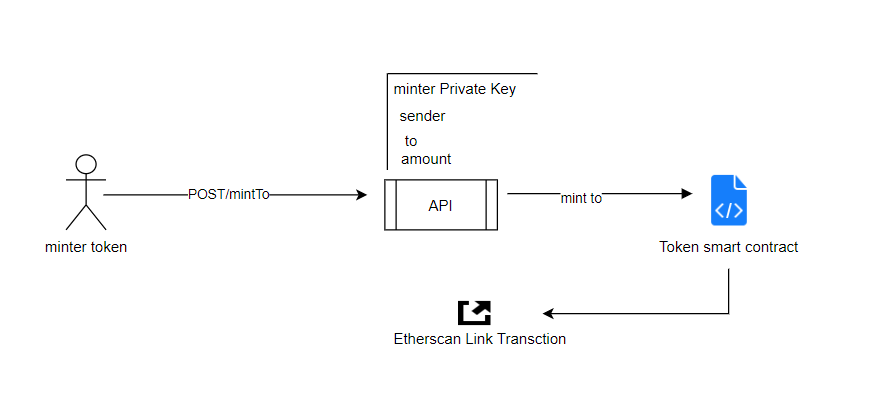 minter Private Key
sender
to
amount
POST/mintTo
API
mint to
</>
minter token
Token smart contract
Etherscan Link Transction